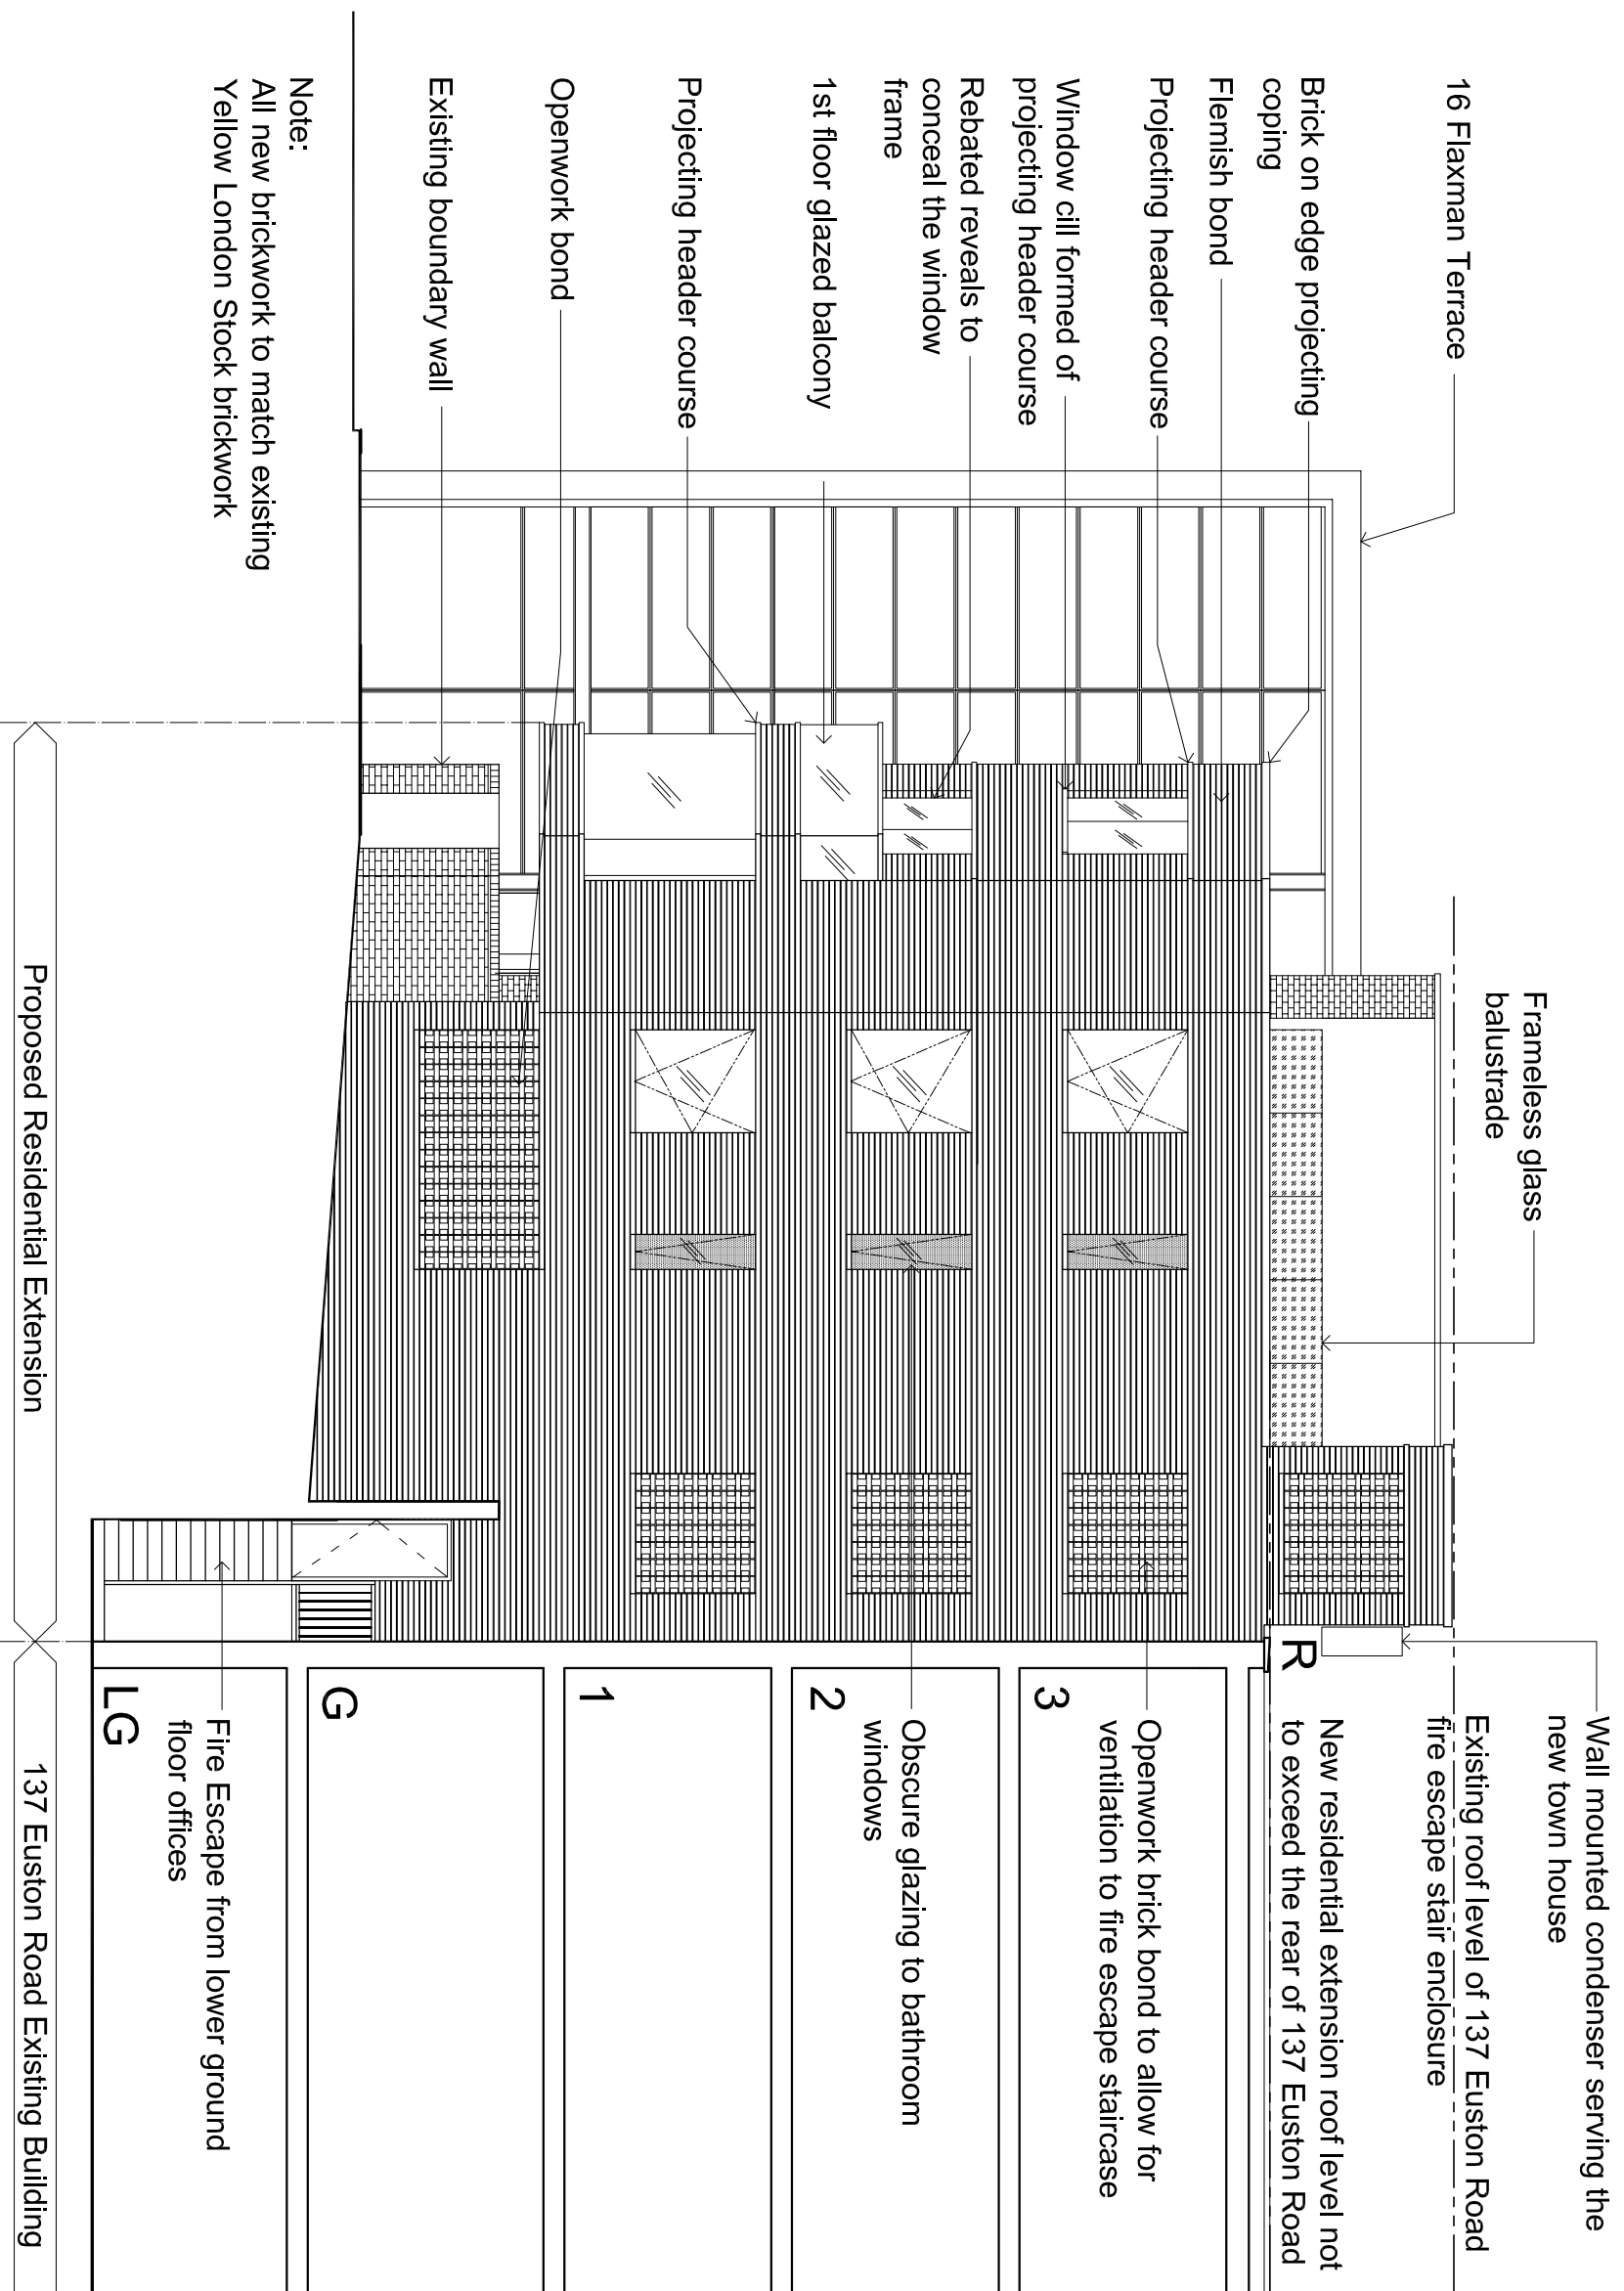 16 Flaxman Terrace
Brick on edge projecting
coping
Flemish bond
Projecting header course
Window cill formed of
projecting header course
Rebated reveals to
conceal the window
frame
1st floor glazed balcony
Projecting header course
Openwork bond
Existing boundary wall
Note:
All new brickwork to match existing
Yellow London Stock brickwork
Frameless glass
balustrade
Wall mounted condenser serving the
new town house
Existing roof level of 137 Euston Road
fire escape stair enclosure
New residential extension roof level not
to exceed the rear of 137 Euston Road
R
Openwork brick bond to allow for
ventilation to fire escape staircase
3
Obscure glazing to bathroom
windows
2
1
G
Fire Escape from lower ground
floor offices
LG
Proposed Residential Extension
137 Euston Road Existing Building